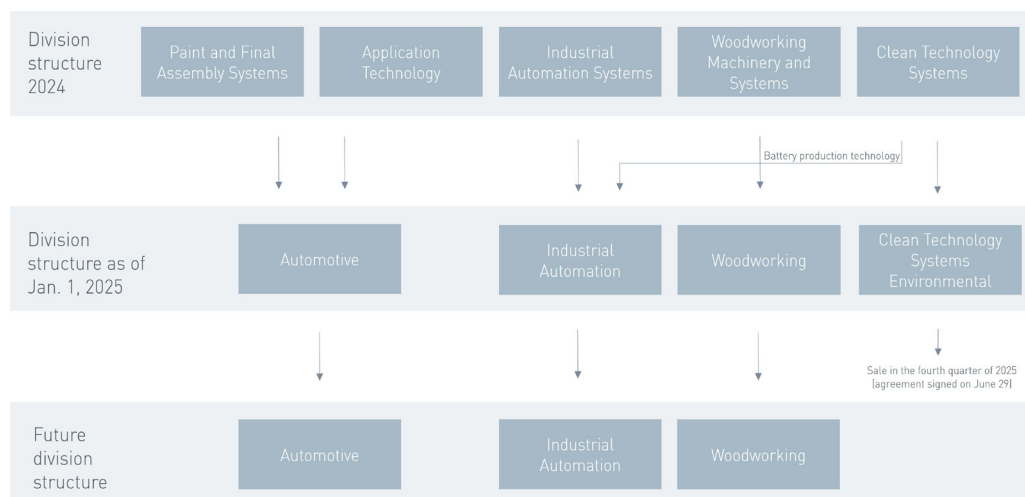 Division
structure
2024
Paint and Final
Assembly Systems
Application
Technology
Industrial
Automation Systems
Woodworking
Machinery and
Systems
Clean Technology
Systems
Battery production technology
Division
structure as of
Jan. 1, 2025
Automotive
Industrial
Automation
Woodworking
Clean Technology
Systems
Environmental
Sale in the fourth quarter of 2025
(agreement signed on June 29)
Future
division
structure
Automotive
Industrial
Automation
Woodworking